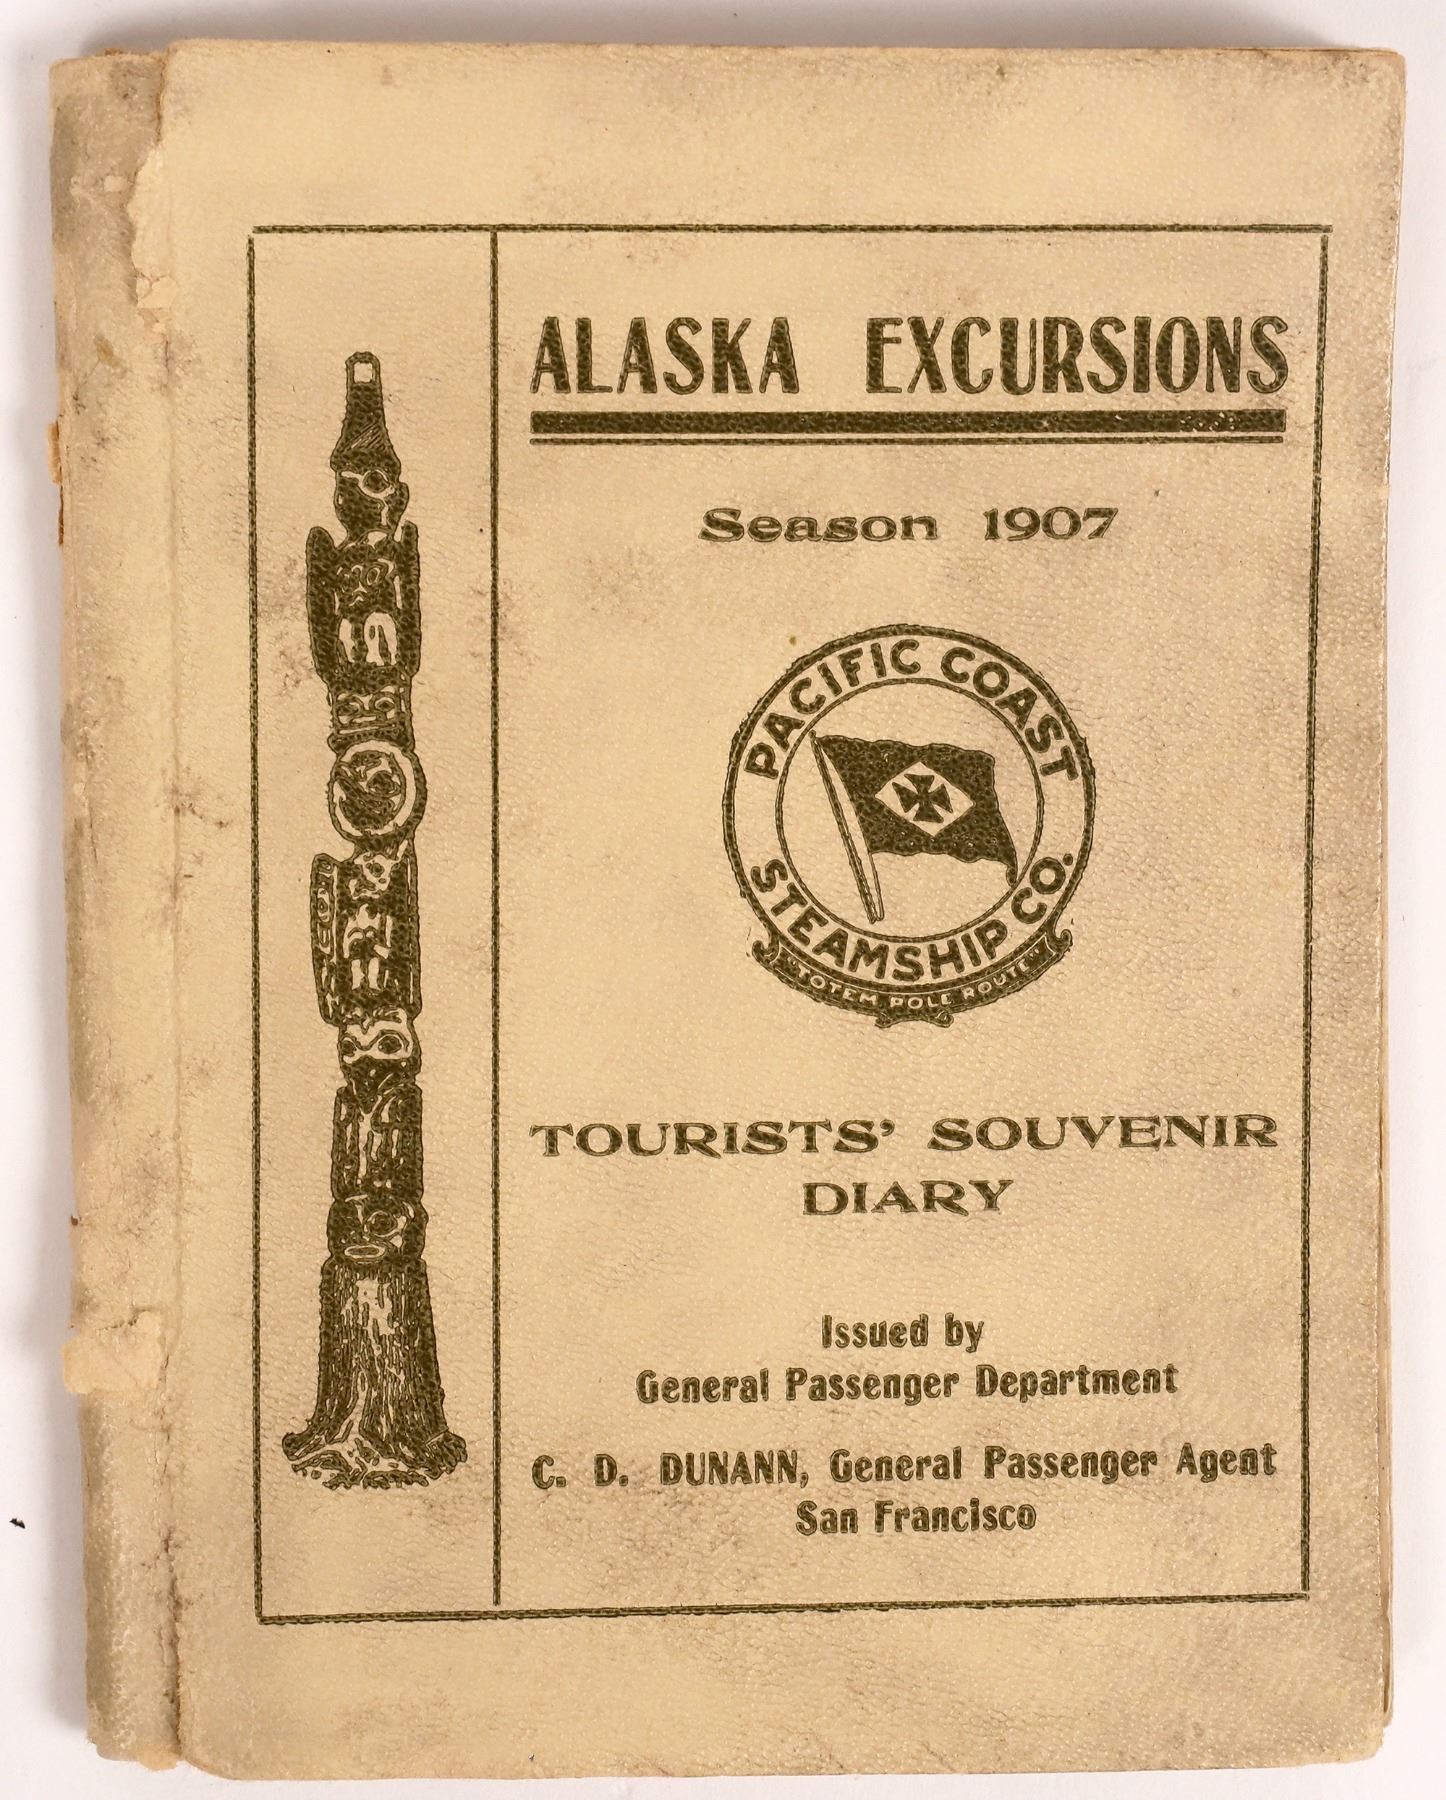 ALASKA EXCURSIONS
Season 1907
PACIFIC COAST
STEAMSHIP CO.
"TOTEM POLE ROUTE"
TOURISTS' SOUVENIR
DIARY
Issued by
General Passenger Department
C. D. DUNANN, General Passenger Agent
San Francisco